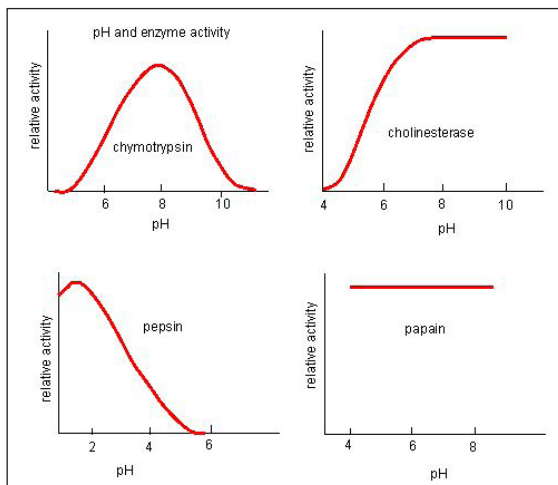 pH and enzyme activity
relative activity
chymotrypsin
6 8 10
pH
relative activity
cholinesterase
4 6 8 10
pH
relative activity
pepsin
2 4 6
pH
relative activity
papain
4 6 8
pH